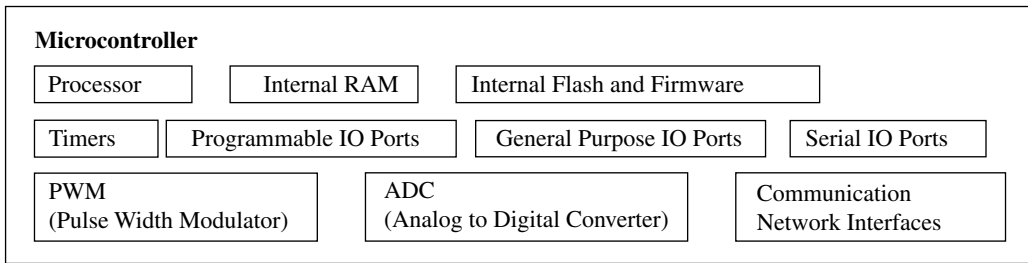 Microcontroller
Processor
Internal RAM
Internal Flash and Firmware
Timers
Programmable IO Ports
General Purpose IO Ports
Serial IO Ports
PWM
(Pulse Width Modulator)
ADC
(Analog to Digital Converter)
Communication
Network Interfaces